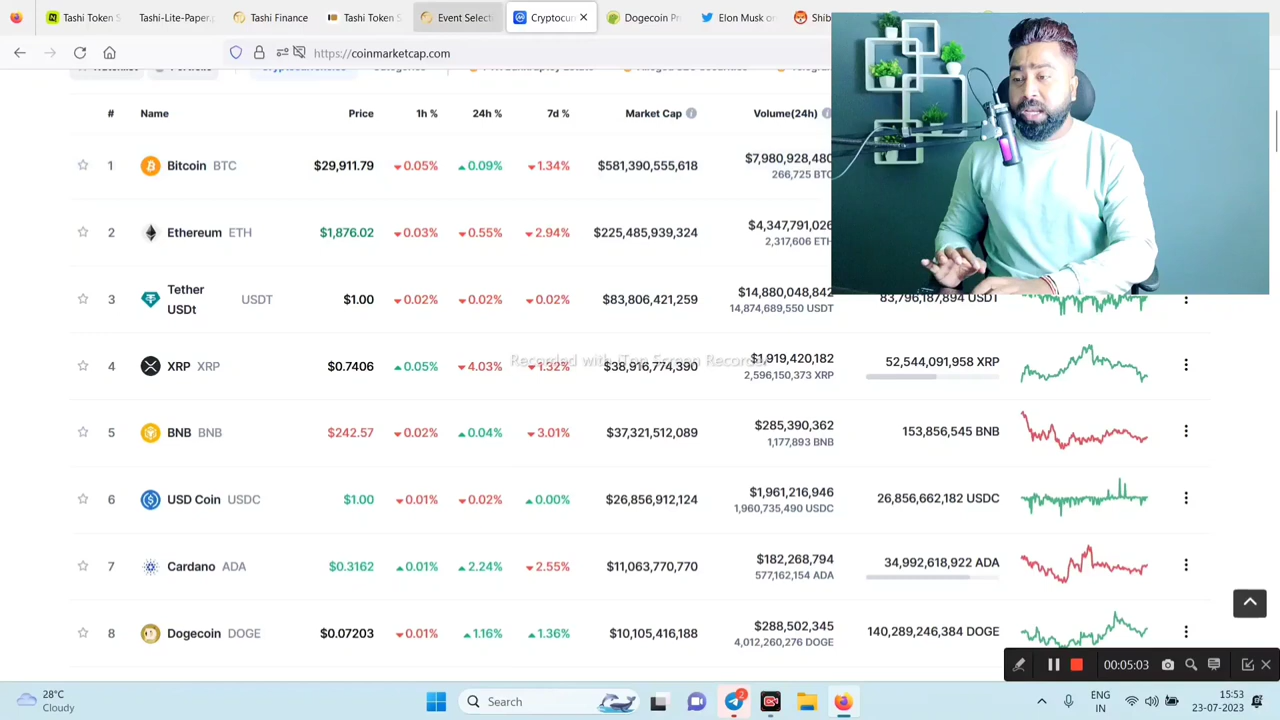 Tashi Token S
Tashi-Lite-Paper.
Tashi Finance
Tashi Token S
Event Select
Cryptocur
Dogecoin Pr
Elon Musk on
Shib
https://coinmarketcap.com
# Name Price 1h % 24h % 7d % Market Cap Volume(24h)
1 Bitcoin BTC $29,911.79 0.05% 0.09% 1.34% $581,390,555,618 $7,980,928,480
266,725 BTC
2 Ethereum ETH $1,876.02 0.03% 0.55% 2.94% $225,485,939,324 $4,347,791,026
2,317,606 ETH
3 Tether USDt USDT $1.00 0.02% 0.02% 0.02% $83,806,421,259 $14,880,048,842 83,796,187,894 USDT
14,874,689,550 USDT
Recorded with iTop Screen Recorder
4 XRP XRP $0.7406 0.05% 4.03% 1.32% $38,916,774,390 $1,919,420,182 52,544,091,958 XRP
2,596,150,373 XRP
5 BNB BNB $242.57 0.02% 0.04% 3.01% $37,321,512,089 $285,390,362 153,856,545 BNB
1,177,893 BNB
6 USD Coin USDC $1.00 0.01% 0.02% 0.00% $26,856,912,124 $1,961,216,946 26,856,662,182 USDC
1,960,735,490 USDC
7 Cardano ADA $0.3162 0.01% 2.24% 2.55% $11,063,770,770 $182,268,794 34,992,618,922 ADA
577,162,154 ADA
8 Dogecoin DOGE $0.07203 0.01% 1.16% 1.36% $10,105,416,188 $288,502,345 140,289,246,384 DOGE
4,012,260,276 DOGE
00:05:03
28°C
Cloudy
Search
2
ENG
IN
15:53
23-07-2023